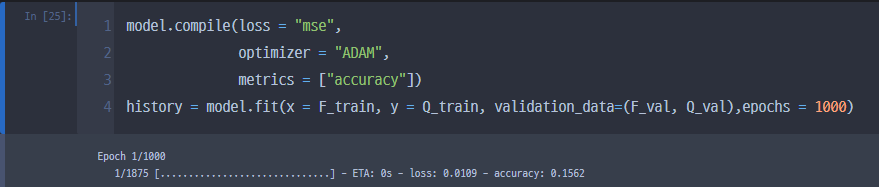 In [25]:
1 model.compile(loss = "mse",
2 optimizer = "ADAM",
3 metrics = ["accuracy"])
4 history = model.fit(x = F_train, y = Q_train, validation_data=(F_val, Q_val),epochs = 1000)
Epoch 1/1000
1/1875 [..............................] - ETA: 0s - loss: 0.0109 - accuracy: 0.1562